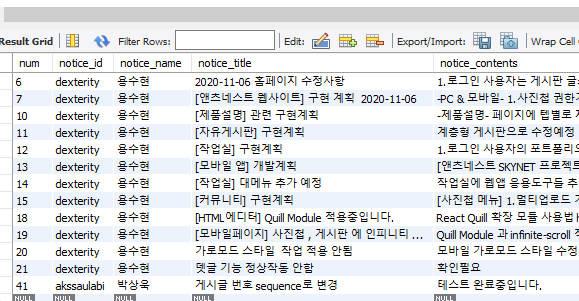 Result Grid Filter Rows: Edit: Export/Import: Wrap Cell
num notice_id notice_name notice_title notice_contents
6 dexterity 용수현 2020-11-06 홈페이지 수정사항 1.로그인 사용자는 게시판 글
7 dexterity 용수현 [앤츠네스트 웹사이트] 구현 계획 2020-11-06 -PC & 모바일- 1.사진첩 권한
10 dexterity 용수현 [제품설명] 관련 구현계획 -제품설명- 페이지에 탭별로
11 dexterity 용수현 [자유게시판] 구현계획 계층형 게시판으로 수정예정
12 dexterity 용수현 [작업실] 구현계획 1.로그인 사용자의 포트폴리
13 dexterity 용수현 [모바일 앱] 개발계획 [앤츠네스트 SKYNET 프로젝트
14 dexterity 용수현 [작업실] 대메뉴 추가 예정 작업실에 웹앱 응용도구들 추
15 dexterity 용수현 [커뮤니티] 구현계획 [사진첩 메뉴] 1.멀티업로드
18 dexterity 용수현 [HTML에디터] Quill Module 적용중입니다. React Quill 확장 모듈 사용법
19 dexterity 용수현 [모바일페이지] 사진첩 , 게시판 에 인피니티 ... Quill Module 과 infinite-scroll
20 dexterity 용수현 가로모드 스타일 작업 적용 안됨 모바일 가로모드 스타일 수정
21 dexterity 용수현 댓글 기능 정상작동 안함 확인필요
41 akssaulabi 박상욱 게시글 번호 sequence로 변경 테스트 완료중입니다.
NULL NULL NULL NULL NULL